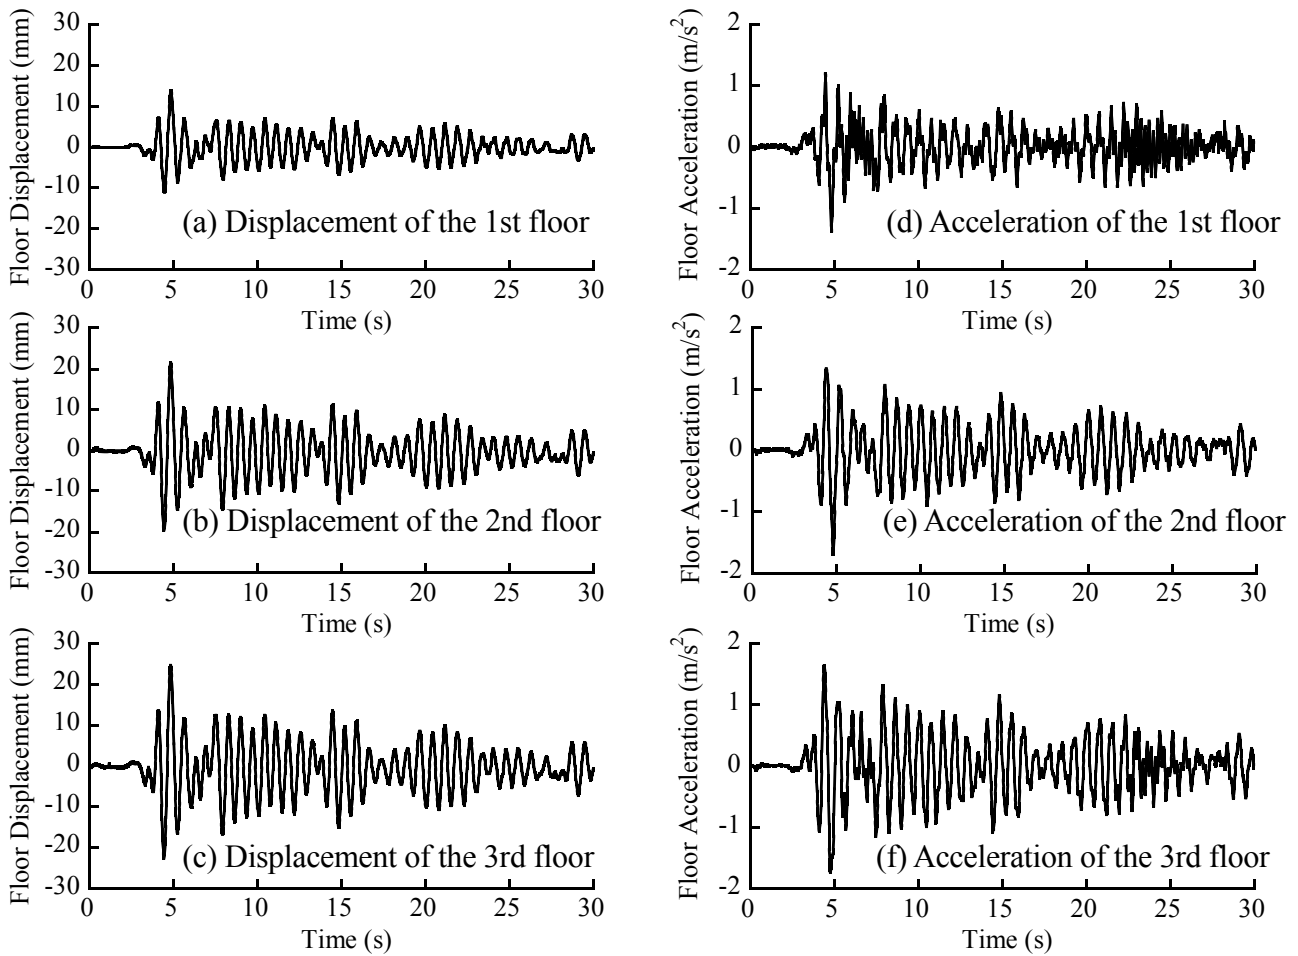 Floor Displacement (mm)
30
20
10
0
-10
-20
-30
(a) Displacement of the 1st floor
0 5 10 15 20 25 30
Time (s)
Floor Acceleration (m/s²)
2
1
0
-1
-2
(d) Acceleration of the 1st floor
0 5 10 15 20 25 30
Time (s)
Floor Displacement (mm)
30
20
10
0
-10
-20
-30
(b) Displacement of the 2nd floor
0 5 10 15 20 25 30
Time (s)
Floor Acceleration (m/s²)
2
1
0
-1
-2
(e) Acceleration of the 2nd floor
0 5 10 15 20 25 30
Time (s)
Floor Displacement (mm)
30
20
10
0
-10
-20
-30
(c) Displacement of the 3rd floor
0 5 10 15 20 25 30
Time (s)
Floor Acceleration (m/s²)
2
1
0
-1
-2
(f) Acceleration of the 3rd floor
0 5 10 15 20 25 30
Time (s)